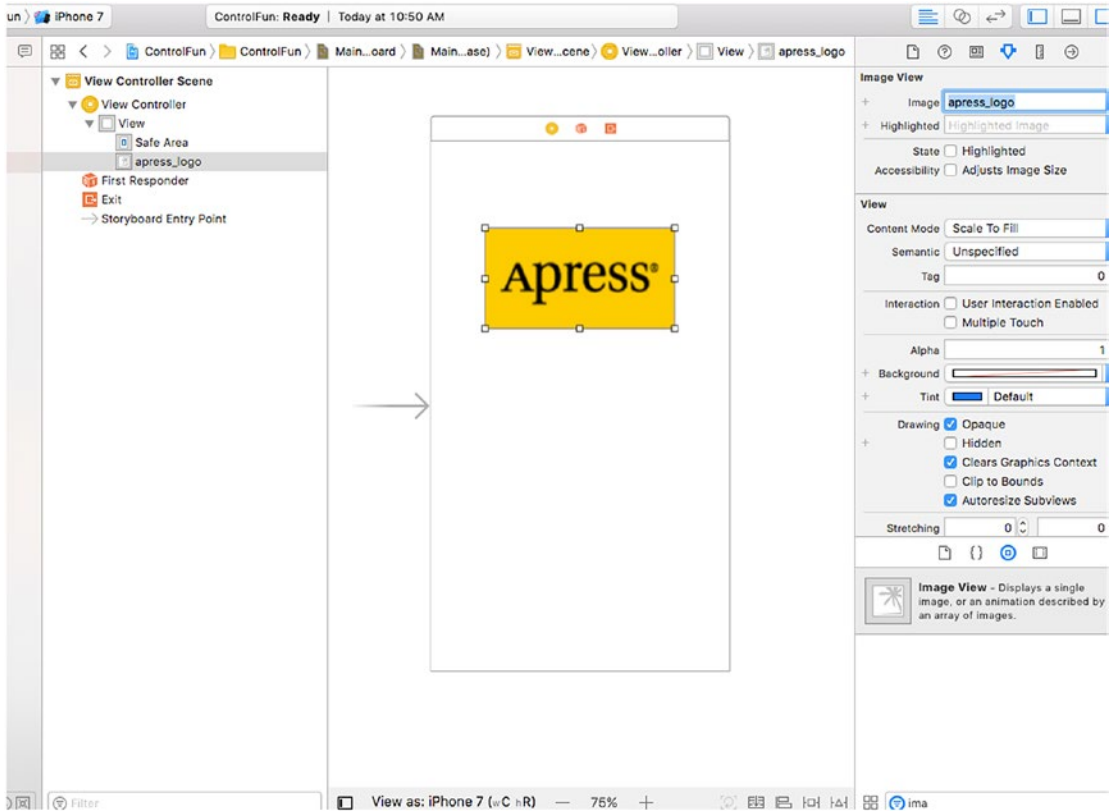 un iPhone 7 ControlFun: Ready | Today at 10:50 AM
ControlFun ControlFun Main...oard Main...ase) View...cene View...oller View apress_logo
View Controller Scene
View Controller
View
Safe Area
apress_logo
First Responder
Exit
Storyboard Entry Point
Apress®
View as: iPhone 7 (wC hR) — 75% +
Filter
Image View
Image apress_logo
Highlighted Highlighted Image
State Highlighted
Accessibility Adjusts Image Size
View
Content Mode Scale To Fill
Semantic Unspecified
Tag 0
Interaction User Interaction Enabled
Multiple Touch
Alpha 1
Background
Tint Default
Drawing Opaque
Hidden
Clears Graphics Context
Clip to Bounds
Autoresize Subviews
Stretching 0 0
Image View - Displays a single
image, or an animation described by
an array of images.
ima